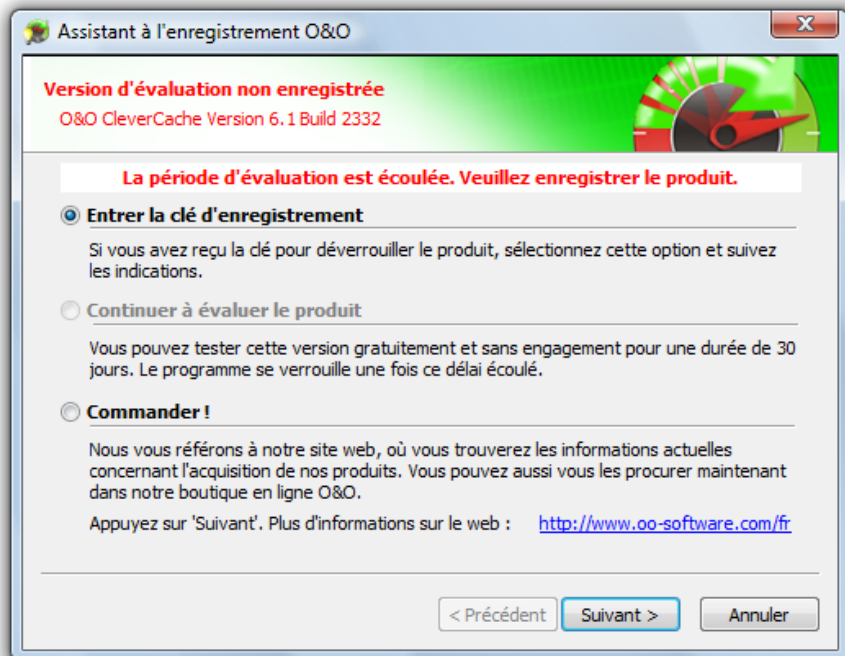 Assistant à l'enregistrement O&O
Version d'évaluation non enregistrée
O&O CleverCache Version 6.1 Build 2332
La période d'évaluation est écoulée. Veuillez enregistrer le produit.
Entrer la clé d'enregistrement
Si vous avez reçu la clé pour déverrouiller le produit, sélectionnez cette option et suivez
les indications.
Continuer à évaluer le produit
Vous pouvez tester cette version gratuitement et sans engagement pour une durée de 30
jours. Le programme se verrouille une fois ce délai écoulé.
Commander !
Nous vous référons à notre site web, où vous trouverez les informations actuelles
concernant l'acquisition de nos produits. Vous pouvez aussi vous les procurer maintenant
dans notre boutique en ligne O&O.
Appuyez sur 'Suivant'. Plus d'informations sur le web : http://www.oo-software.com/fr
< Précédent Suivant > Annuler